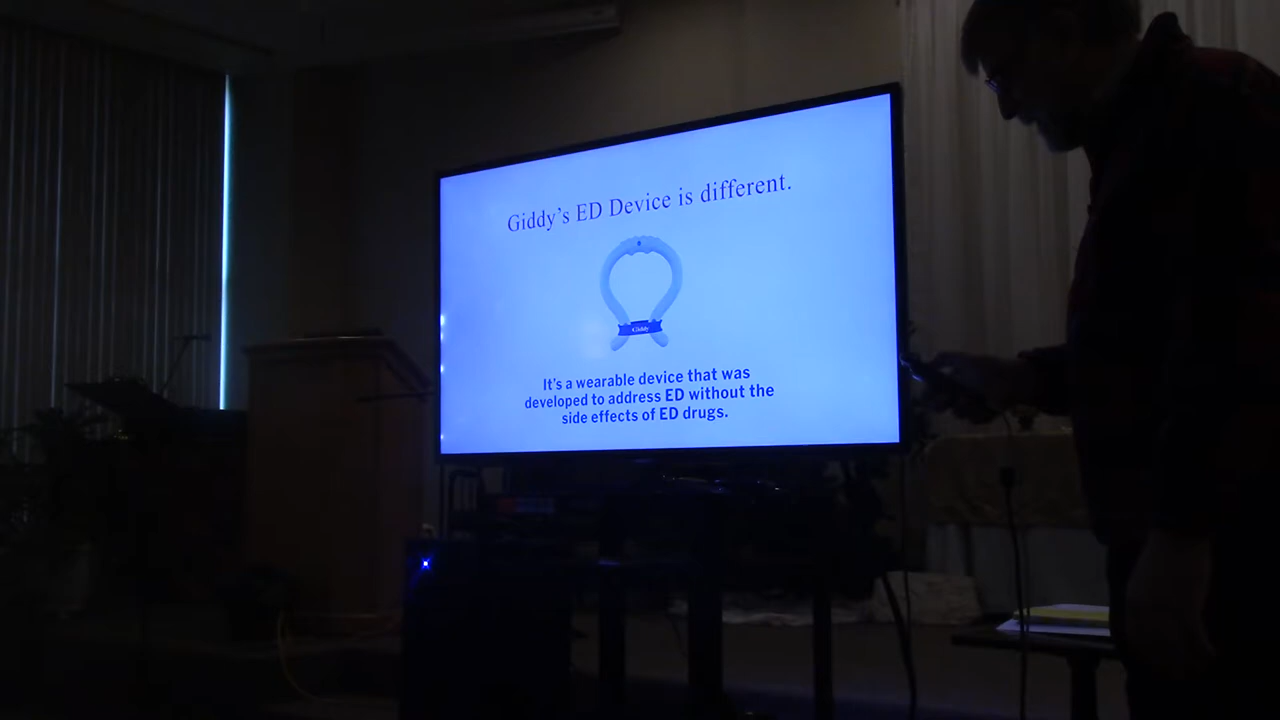 Giddy's ED Device is different.
Giddy
It's a wearable device that was
developed to address ED without the
side effects of ED drugs.